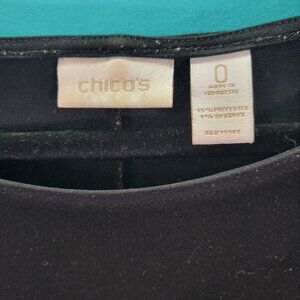 chico's
0
MADE IN
INDONESIA
95% POLYESTER
5% SPANDEX